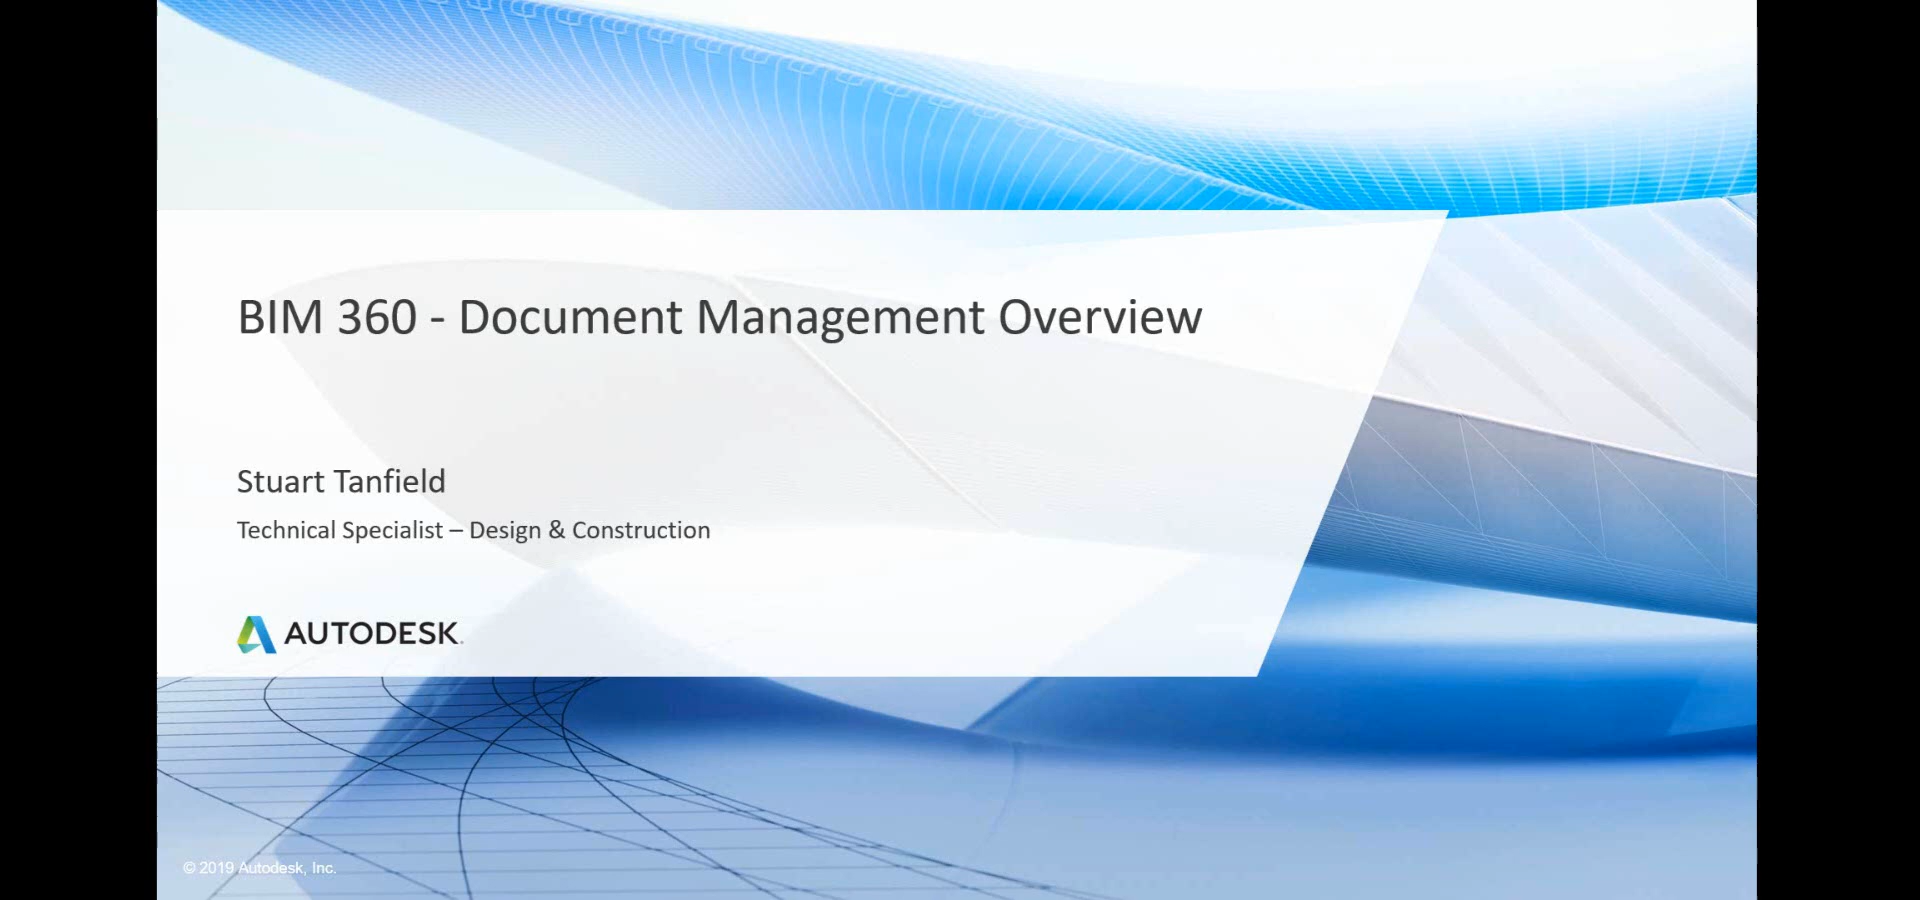 BIM 360 - Document Management Overview
Stuart Tanfield
Technical Specialist – Design & Construction
AUTODESK.
© 2019 Autodesk, Inc.